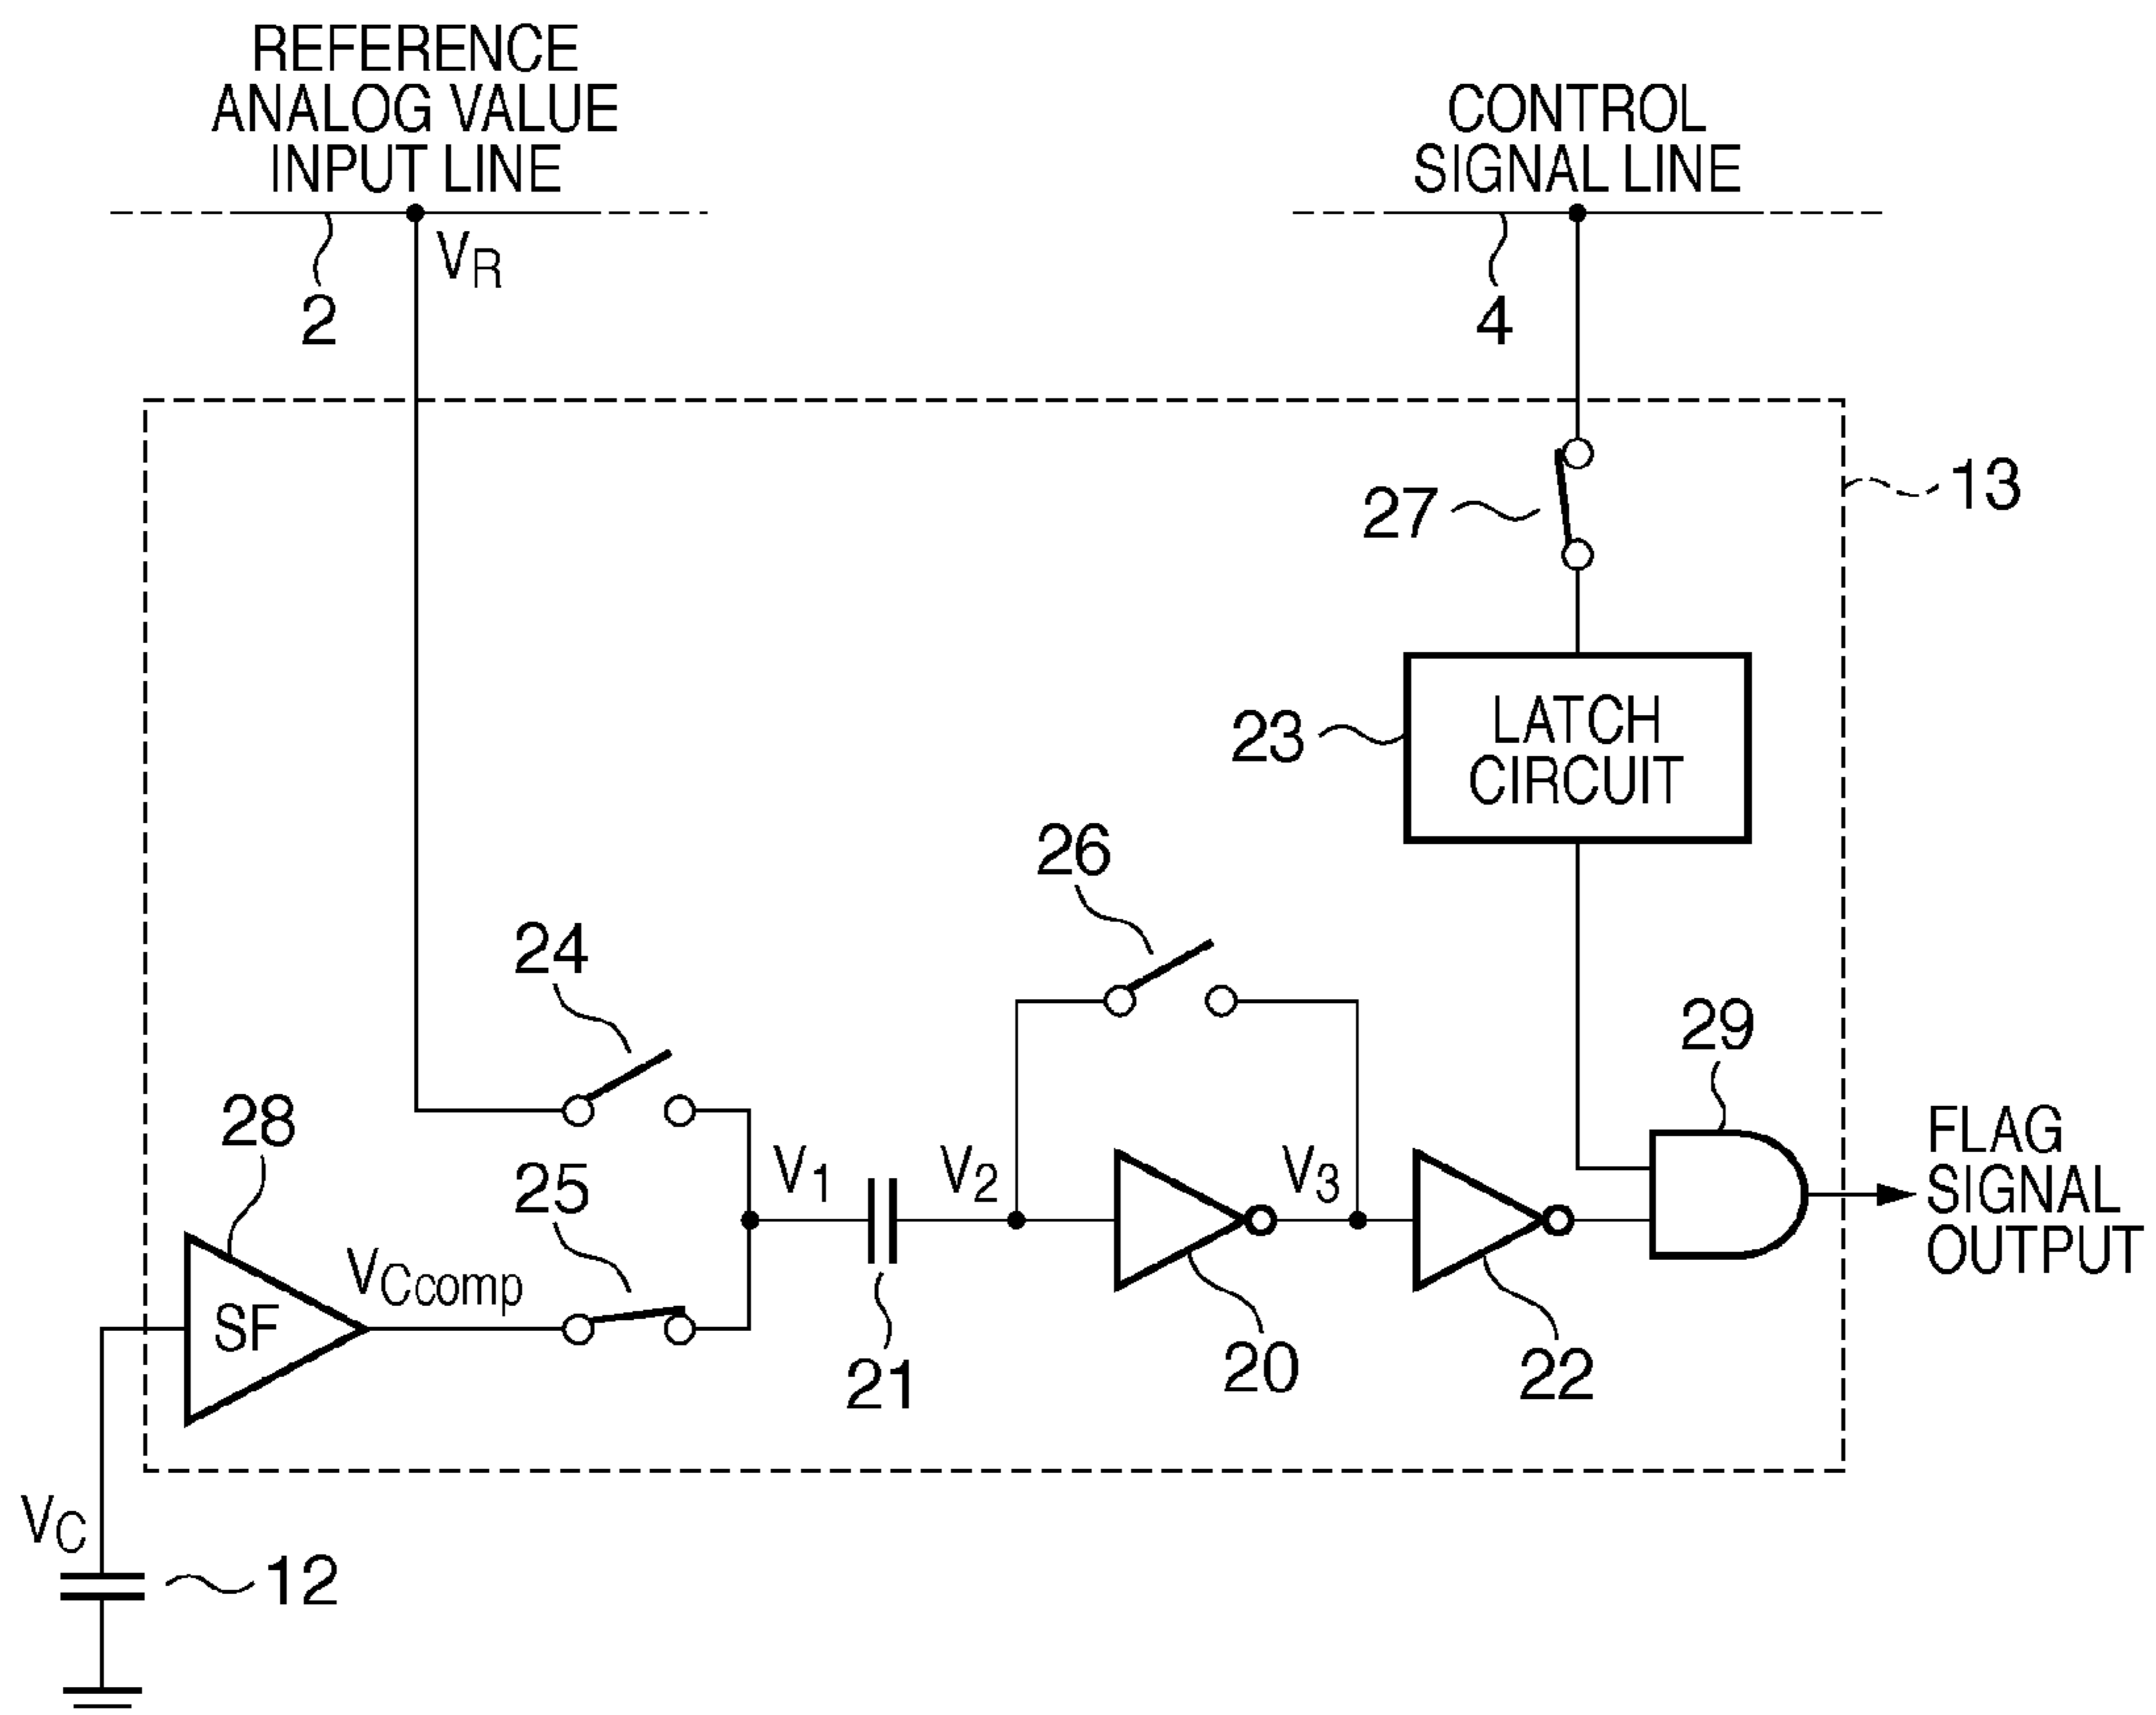 REFERENCE
ANALOG VALUE
INPUT LINE
CONTROL
SIGNAL LINE
VR
2
4
27
13
LATCH
CIRCUIT
23
26
24
29
28
25
V1
V2
V3
FLAG
SIGNAL
OUTPUT
VCcomp
SF
21
20
22
VC
12